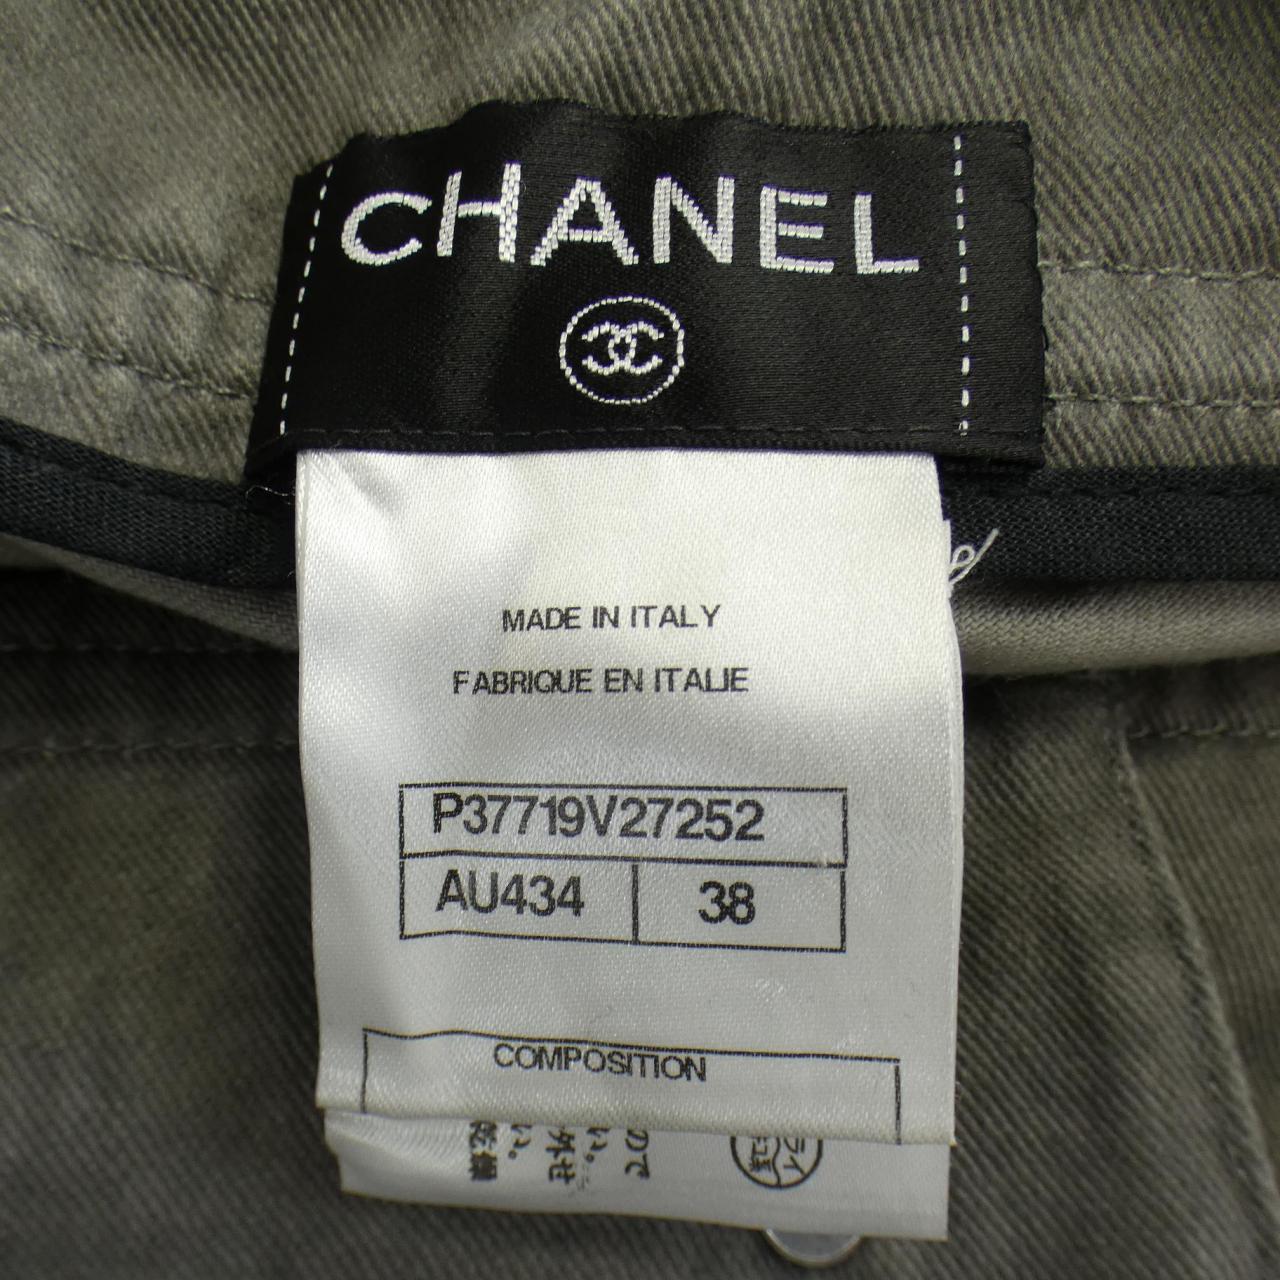 CHANEL
MADE IN ITALY
FABRIQUE EN ITALIE
P37719V27252
AU434 38
COMPOSITION